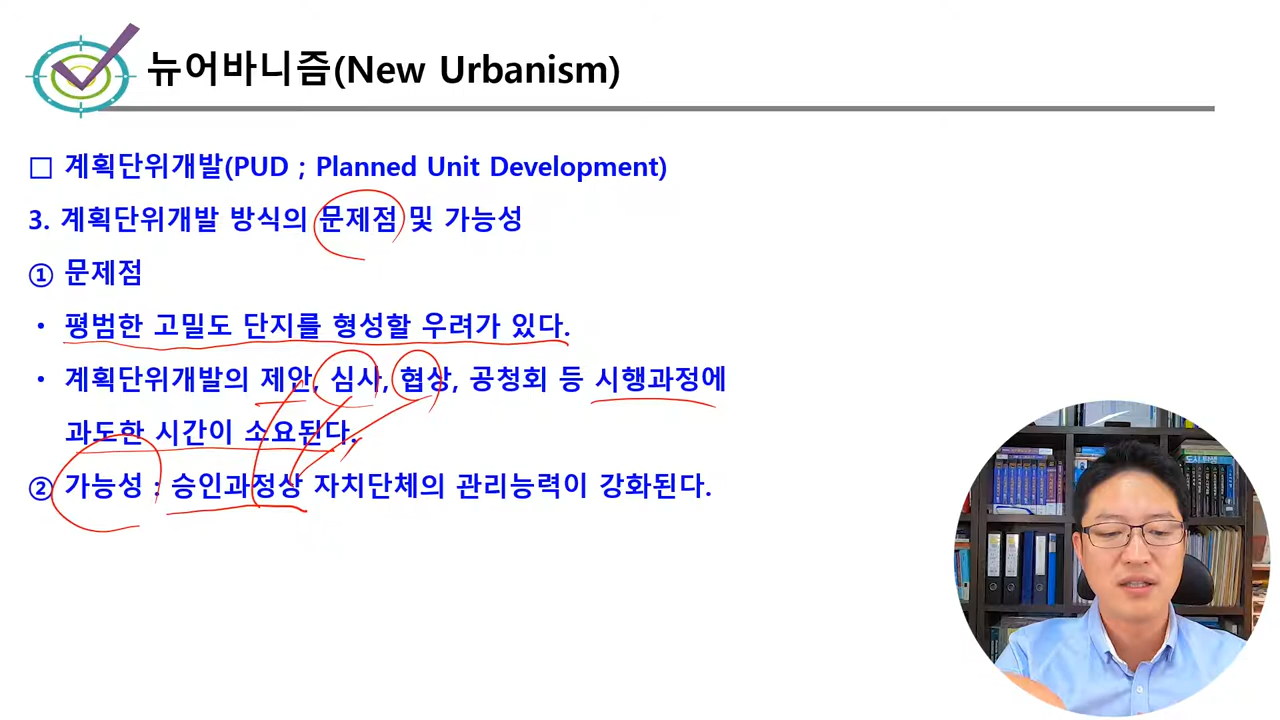 뉴어바니즘(New Urbanism)
□ 계획단위개발(PUD ; Planned Unit Development)
3. 계획단위개발 방식의 문제점 및 가능성
① 문제점
• 평범한 고밀도 단지를 형성할 우려가 있다.
• 계획단위개발의 제안, 심사, 협상, 공청회 등 시행과정에
과도한 시간이 소요된다.
② 가능성 : 승인과정상 자치단체의 관리능력이 강화된다.
도시탐색